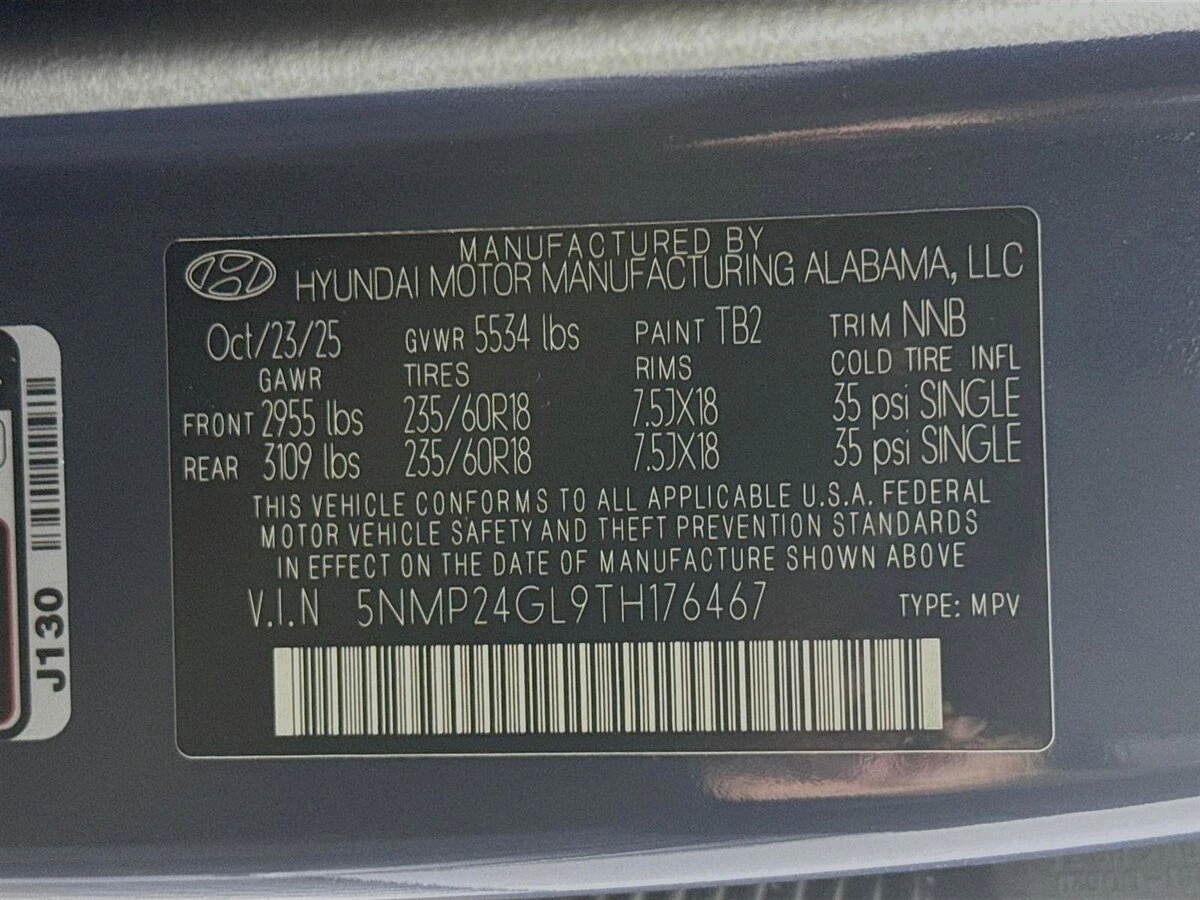 MANUFACTURED BY
HYUNDAI MOTOR MANUFACTURING ALABAMA, LLC
Oct/23/25 GVWR 5534 lbs PAINT TB2 TRIM NNB
GAWR TIRES RIMS COLD TIRE INFL
FRONT 2955 lbs 235/60R18 7.5JX18 35 psi SINGLE
REAR 3109 lbs 235/60R18 7.5JX18 35 psi SINGLE
THIS VEHICLE CONFORMS TO ALL APPLICABLE U.S.A. FEDERAL
MOTOR VEHICLE SAFETY AND THEFT PREVENTION STANDARDS
IN EFFECT ON THE DATE OF MANUFACTURE SHOWN ABOVE
V.I.N 5NMP24GL9TH176467 TYPE: MPV
J130